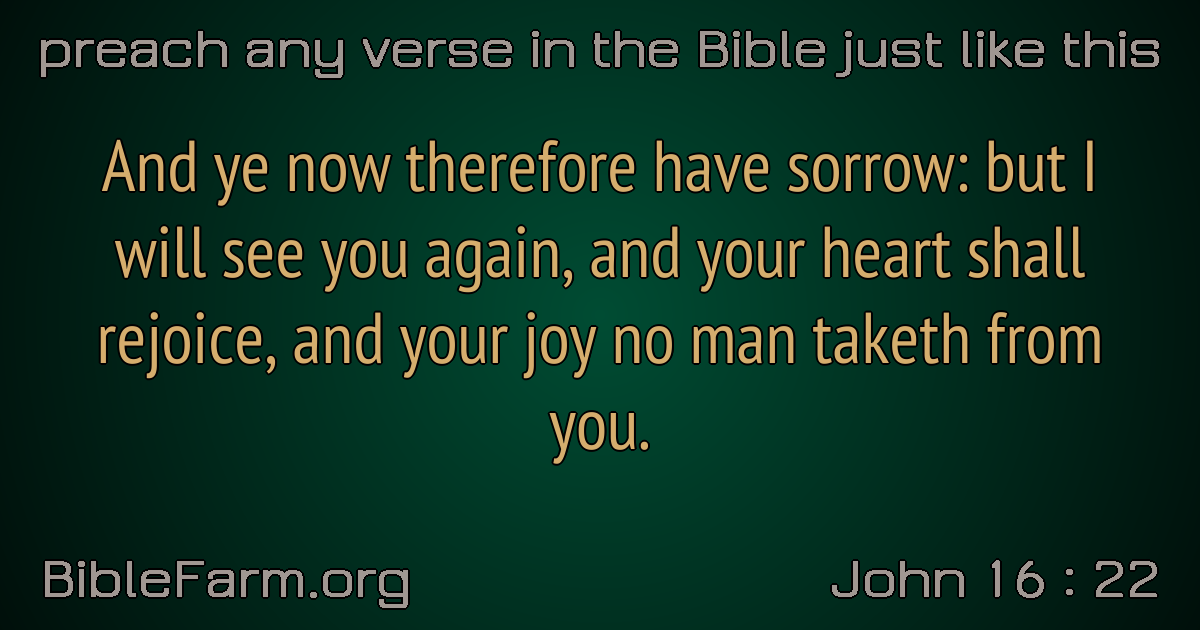 preach any verse in the Bible just like this
And ye now therefore have sorrow: but I
will see you again, and your heart shall
rejoice, and your joy no man taketh from
you.
BibleFarm.org
John 16 : 22